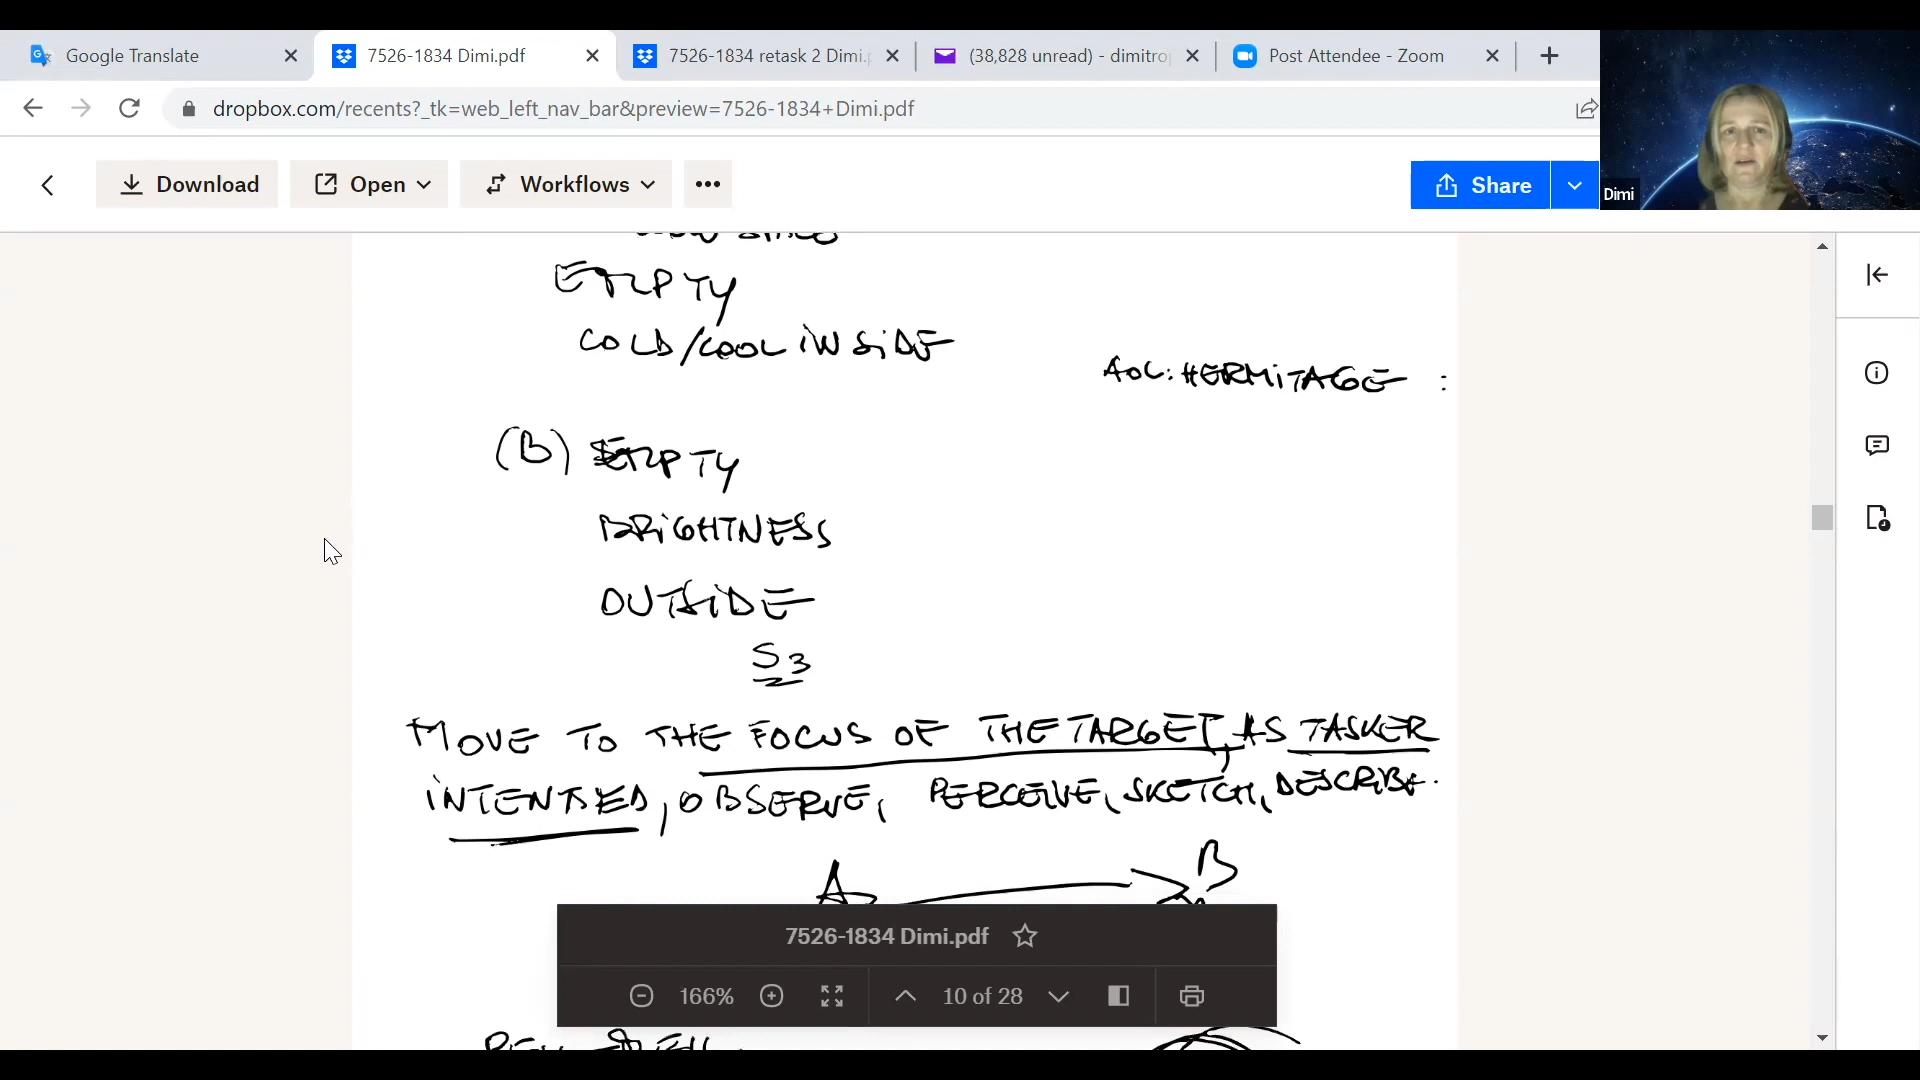 Google Translate
7526-1834 Dimi.pdf
7526-1834 retask 2 Dimi.p
(38,828 unread) - dimitro
Post Attendee - Zoom
dropbox.com/recents?_tk=web_left_nav_bar&preview=7526-1834+Dimi.pdf
Download
Open
Workflows
•••
Share
Dimi
EMPTY
COLD/COOL INSIDE
AOL: HERMITAGE :
(B) EMPTY
BRIGHTNESS
OUTSIDE
S3
MOVE TO THE FOCUS OF THE TARGET, AS TASKER
INTENDED, OBSERVE, PERCEIVE, SKETCH, DESCRIBE.
A
B
7526-1834 Dimi.pdf
166%
10 of 28